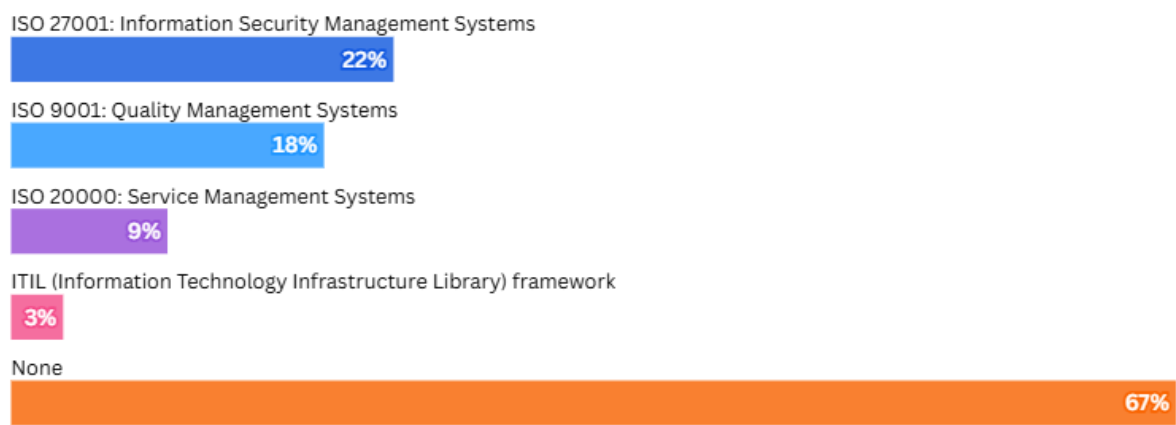 ISO 27001: Information Security Management Systems
22%
ISO 9001: Quality Management Systems
18%
ISO 20000: Service Management Systems
9%
ITIL (Information Technology Infrastructure Library) framework
3%
None
67%